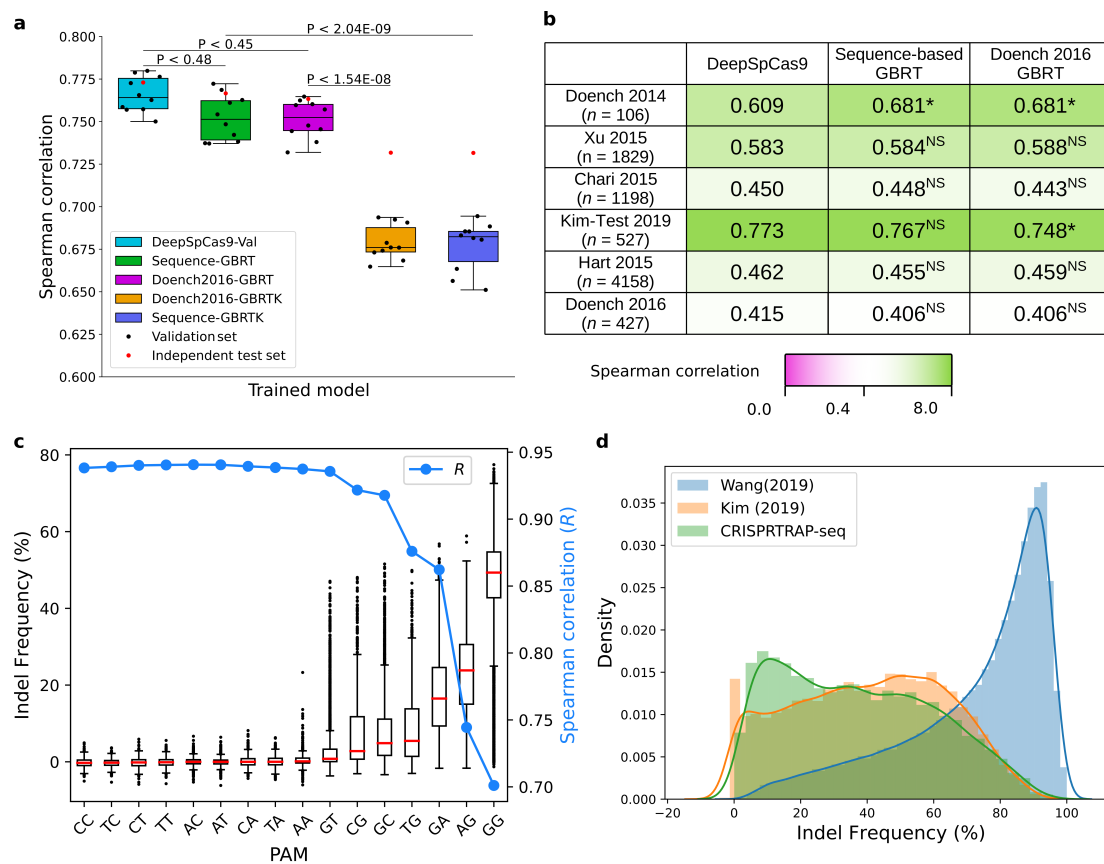 a
0.800
0.775
0.750
0.725
0.700
0.675
0.650
0.625
0.600
Spearman correlation
P < 2.04E-09
P < 0.45
P < 0.48
P < 1.54E-08
DeepSpCas9-Val
Sequence-GBRT
Doench2016-GBRT
Doench2016-GBRTK
Sequence-GBRTK
Validation set
Independent test set
Trained model
b
DeepSpCas9
Sequence-based
GBRT
Doench 2016
GBRT
Doench 2014
(n = 106)
0.609
0.681*
0.681*
Xu 2015
(n = 1829)
0.583
0.584NS
0.588NS
Chari 2015
(n = 1198)
0.450
0.448NS
0.443NS
Kim-Test 2019
(n = 527)
0.773
0.767NS
0.748*
Hart 2015
(n = 4158)
0.462
0.455NS
0.459NS
Doench 2016
(n = 427)
0.415
0.406NS
0.406NS
Spearman correlation
0.0 0.4 8.0
c
80
60
40
20
0
Indel Frequency (%)
R
0.95
0.90
0.85
0.80
0.75
0.70
Spearman correlation (R)
CC TC CT TT AC AT CA TA AA GT CG GC TG GA AG GG
PAM
d
0.035
0.030
0.025
0.020
0.015
0.010
0.005
0.000
Density
Wang(2019)
Kim (2019)
CRISPRTRAP-seq
−20 0 20 40 60 80 100
Indel Frequency (%)